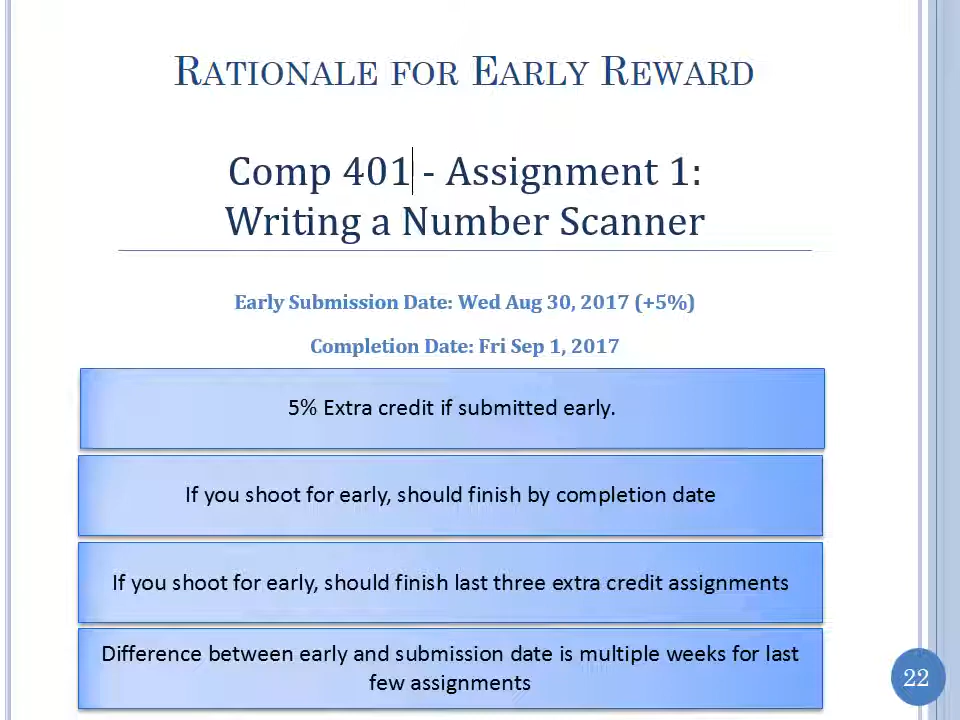 RATIONALE FOR EARLY REWARD
Comp 401 - Assignment 1:
Writing a Number Scanner
Early Submission Date: Wed Aug 30, 2017 (+5%)
Completion Date: Fri Sep 1, 2017
5% Extra credit if submitted early.
If you shoot for early, should finish by completion date
If you shoot for early, should finish last three extra credit assignments
Difference between early and submission date is multiple weeks for last
few assignments
22